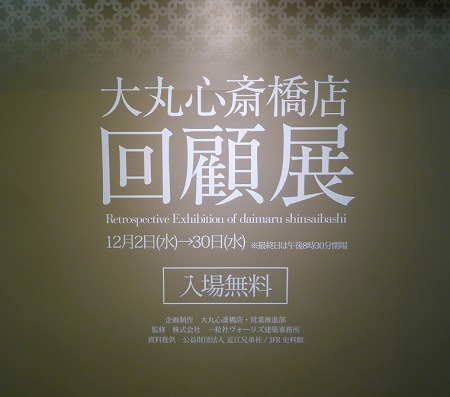 大丸心斎橋店
回顧展
Retrospective Exhibition of daimaru shinsaibashi
12月2日(水)→30日(水) ※最終日は午後8時30分閉場
入場無料
企画制作 大丸心斎橋店・営業推進部
監修 株式会社 一粒社ヴォーリズ建築事務所
資料提供 公益財団法人 近江兄弟社 / JFR 史料館